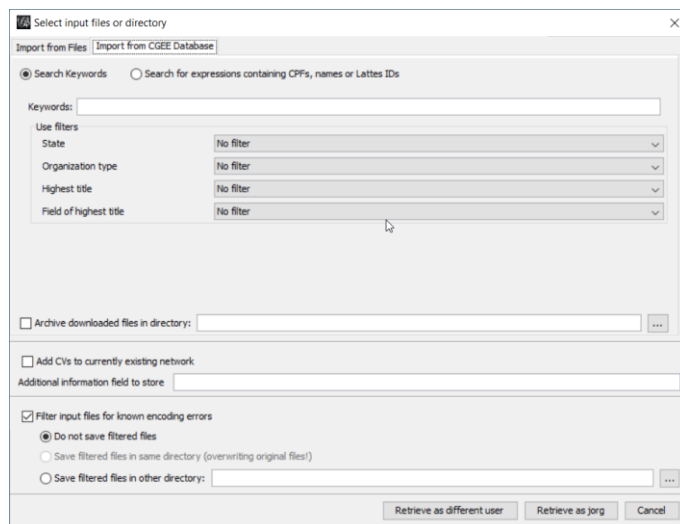 Select input files or directory
Import from Files Import from CGEE Database
Search Keywords Search for expressions containing CPFs, names or Lattes IDs
Keywords:
Use filters
State No filter
Organization type No filter
Highest title No filter
Field of highest title No filter
Archive downloaded files in directory: ...
Add CVs to currently existing network
Additional information field to store
Filter input files for known encoding errors
Do not save filtered files
Save filtered files in same directory (overwriting original files!)
Save filtered files in other directory: ...
Retrieve as different user Retrieve as jorg Cancel